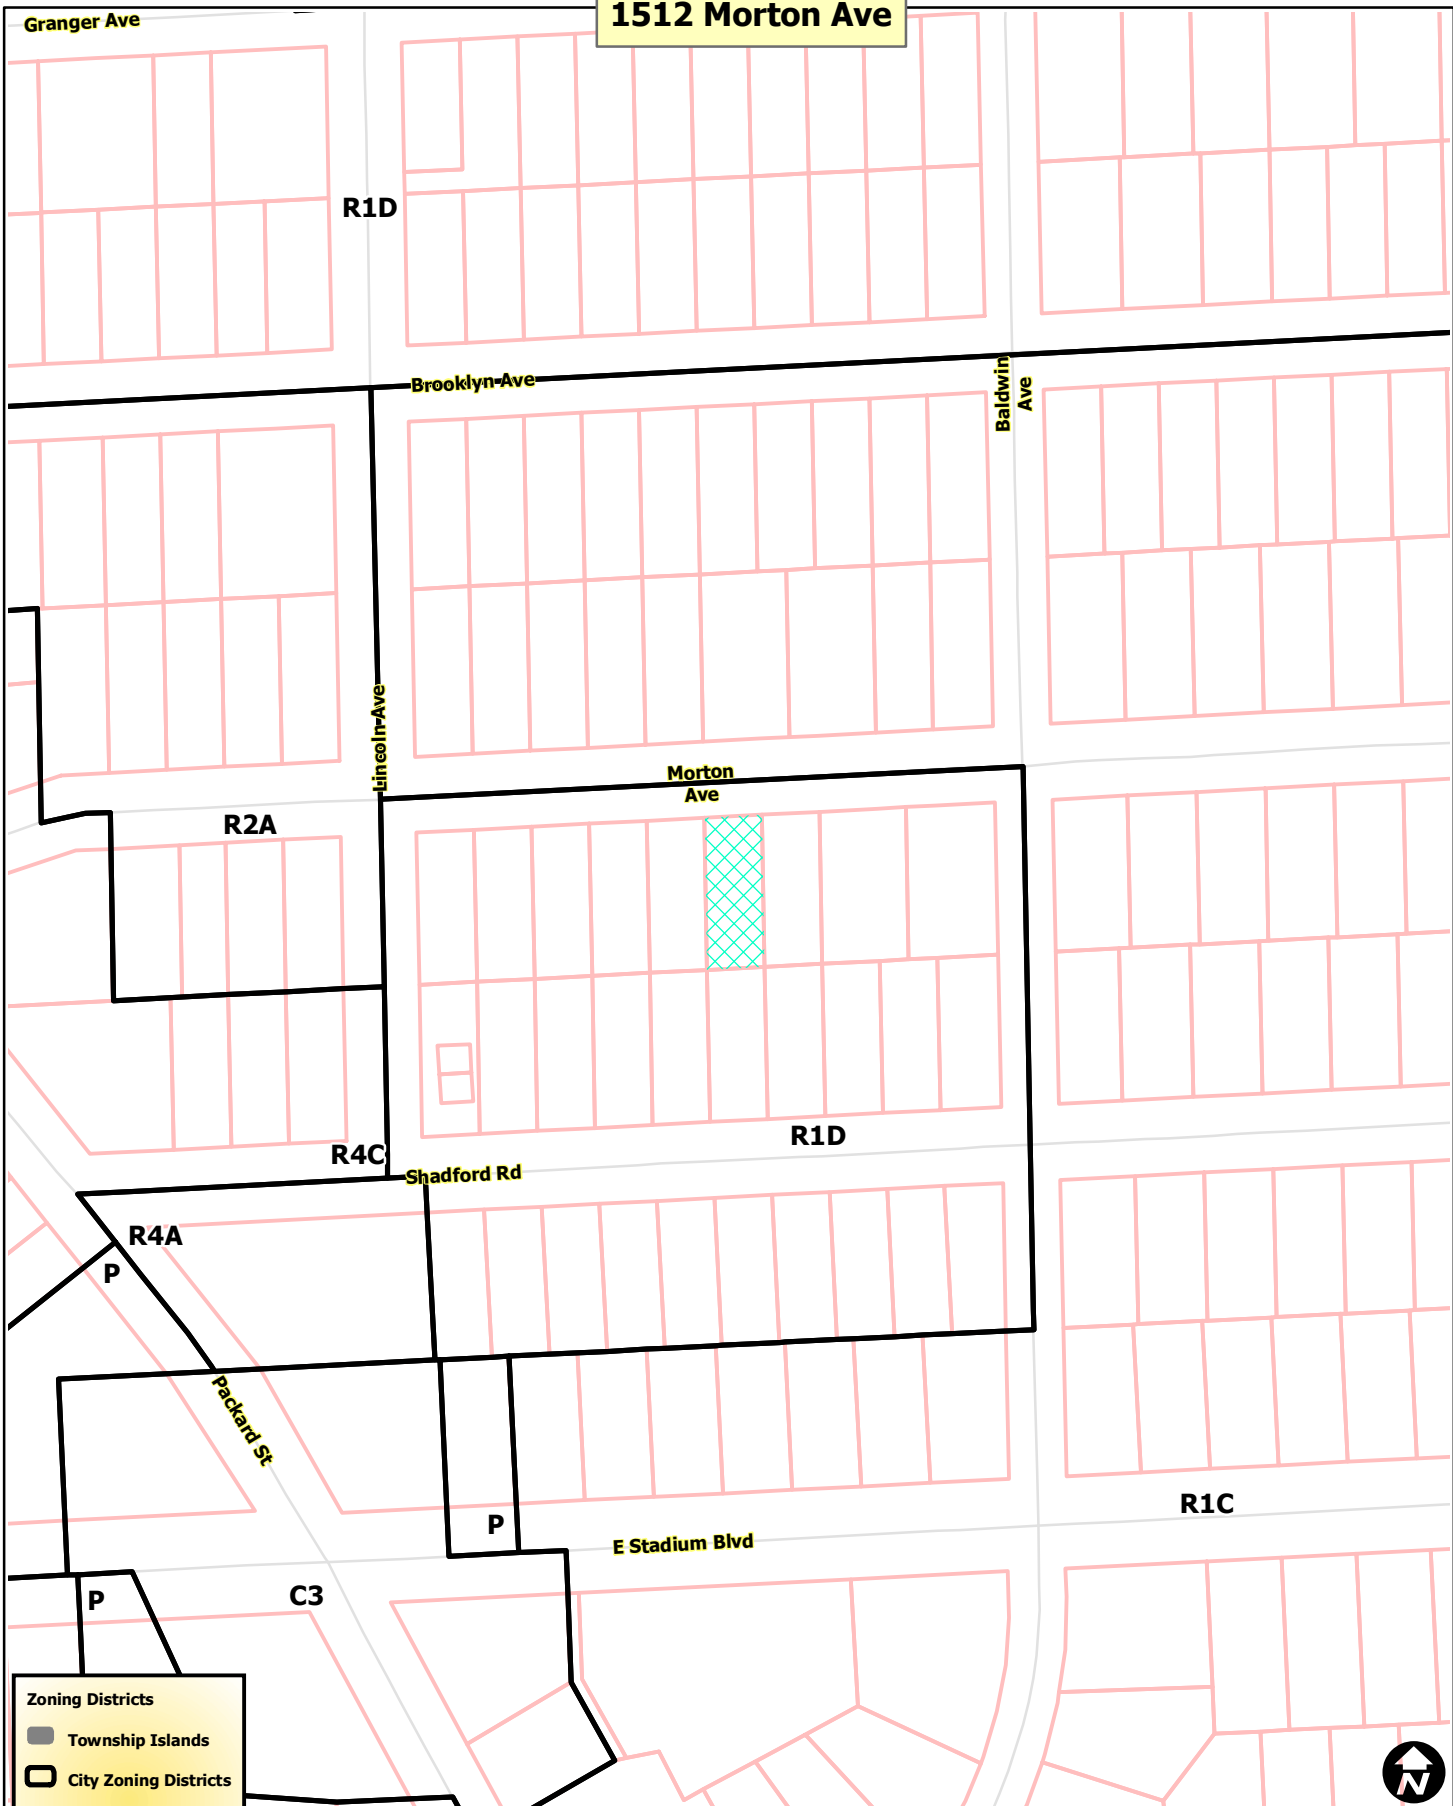 1512 Morton Ave
Granger Ave
R1D
Brooklyn Ave
Baldwin
Ave
Lincoln Ave
Morton
Ave
R2A
R1D
R4C
Shadford Rd
R4A
P
Packard St
R1C
P
E Stadium Blvd
C3
P
Zoning Districts
Township Islands
City Zoning Districts
N